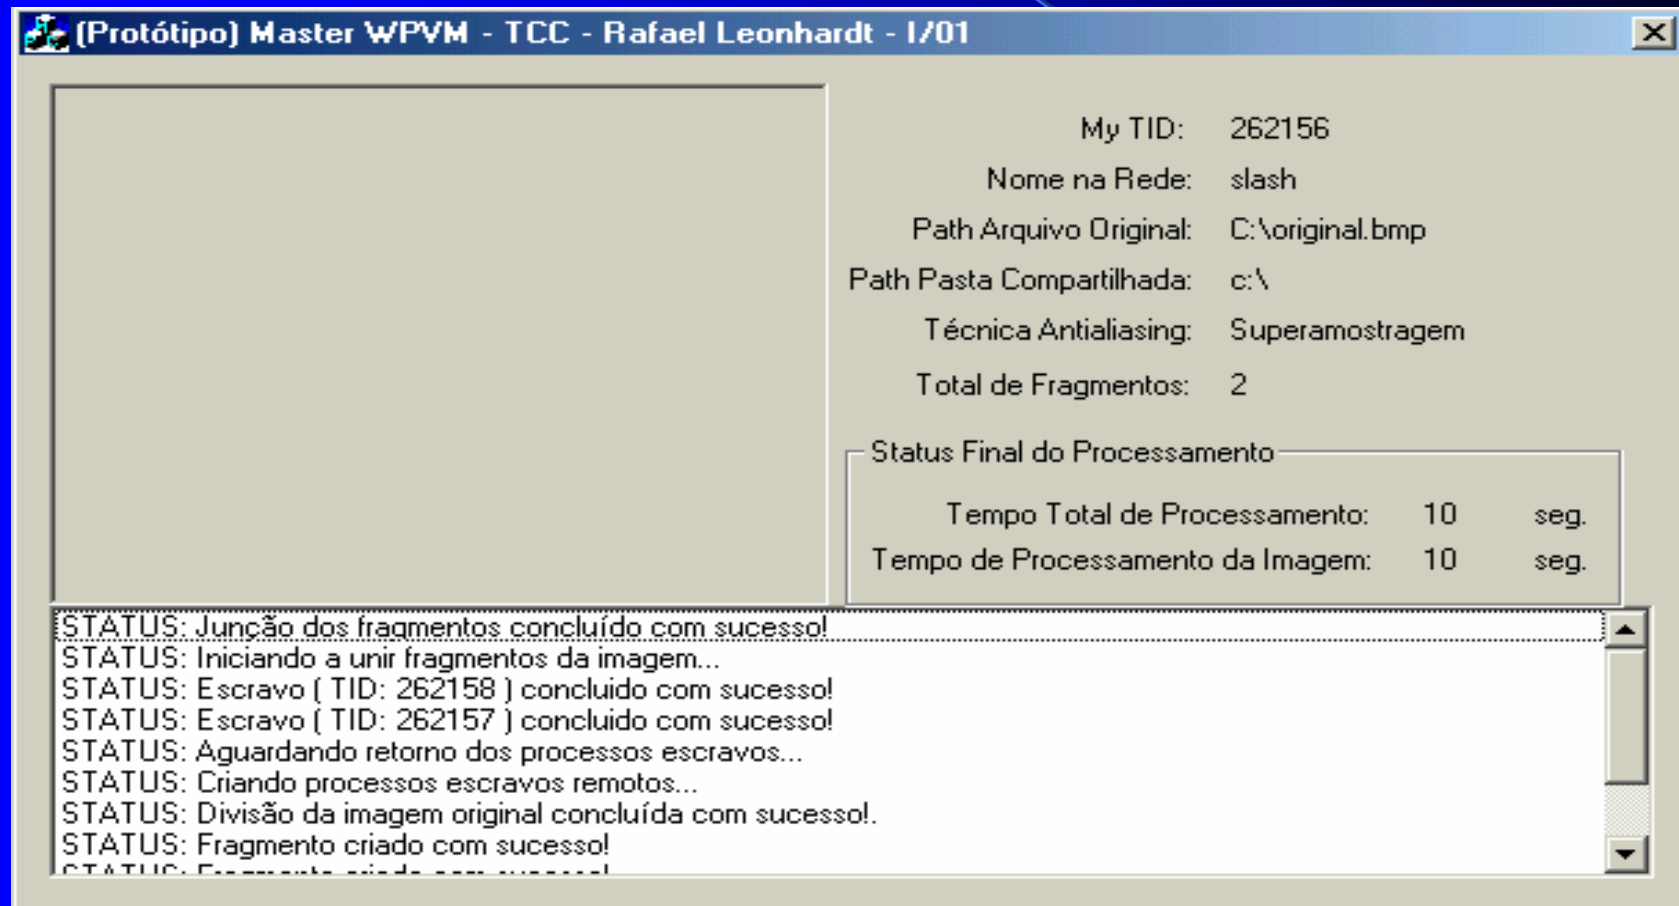 (Protótipo) Master WPVM - TCC - Rafael Leonhardt - I/01
My TID: 262156
Nome na Rede: slash
Path Arquivo Original: C:\original.bmp
Path Pasta Compartilhada: c:\
Técnica Antialiasing: Superamostragem
Total de Fragmentos: 2
Status Final do Processamento
Tempo Total de Processamento: 10 seg.
Tempo de Processamento da Imagem: 10 seg.
STATUS: Junção dos fragmentos concluído com sucesso!
STATUS: Iniciando a unir fragmentos da imagem...
STATUS: Escravo ( TID: 262158 ) concluido com sucesso!
STATUS: Escravo ( TID: 262157 ) concluido com sucesso!
STATUS: Aguardando retorno dos processos escravos...
STATUS: Criando processos escravos remotos...
STATUS: Divisão da imagem original concluída com sucesso!.
STATUS: Fragmento criado com sucesso!
STATUS: Fragmento criado com sucesso!